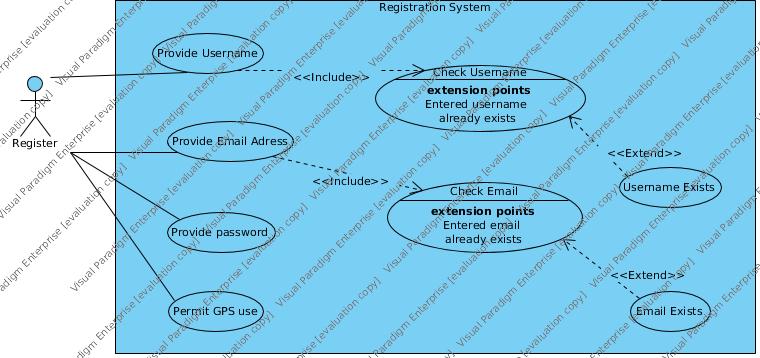 Registration System
Provide Username
<<Include>>
Check Username
extension points
Entered username
already exists
Register
Provide Email Adress
<<Extend>>
<<Include>>
Check Email
Username Exists
extension points
Entered email
already exists
Provide password
<<Extend>>
Permit GPS use
Email Exists
Visual Paradigm Enterprise [evaluation copy]